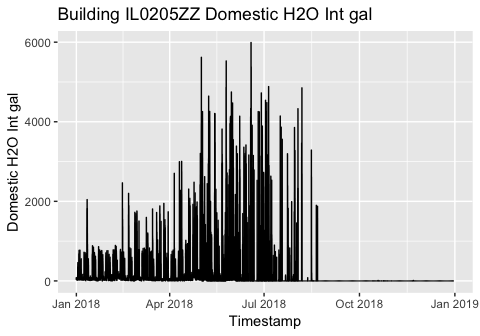 Building IL0205ZZ Domestic H2O Int gal
Domestic H2O Int gal
6000
4000
2000
0
Jan 2018
Apr 2018
Jul 2018
Oct 2018
Jan 2019
Timestamp